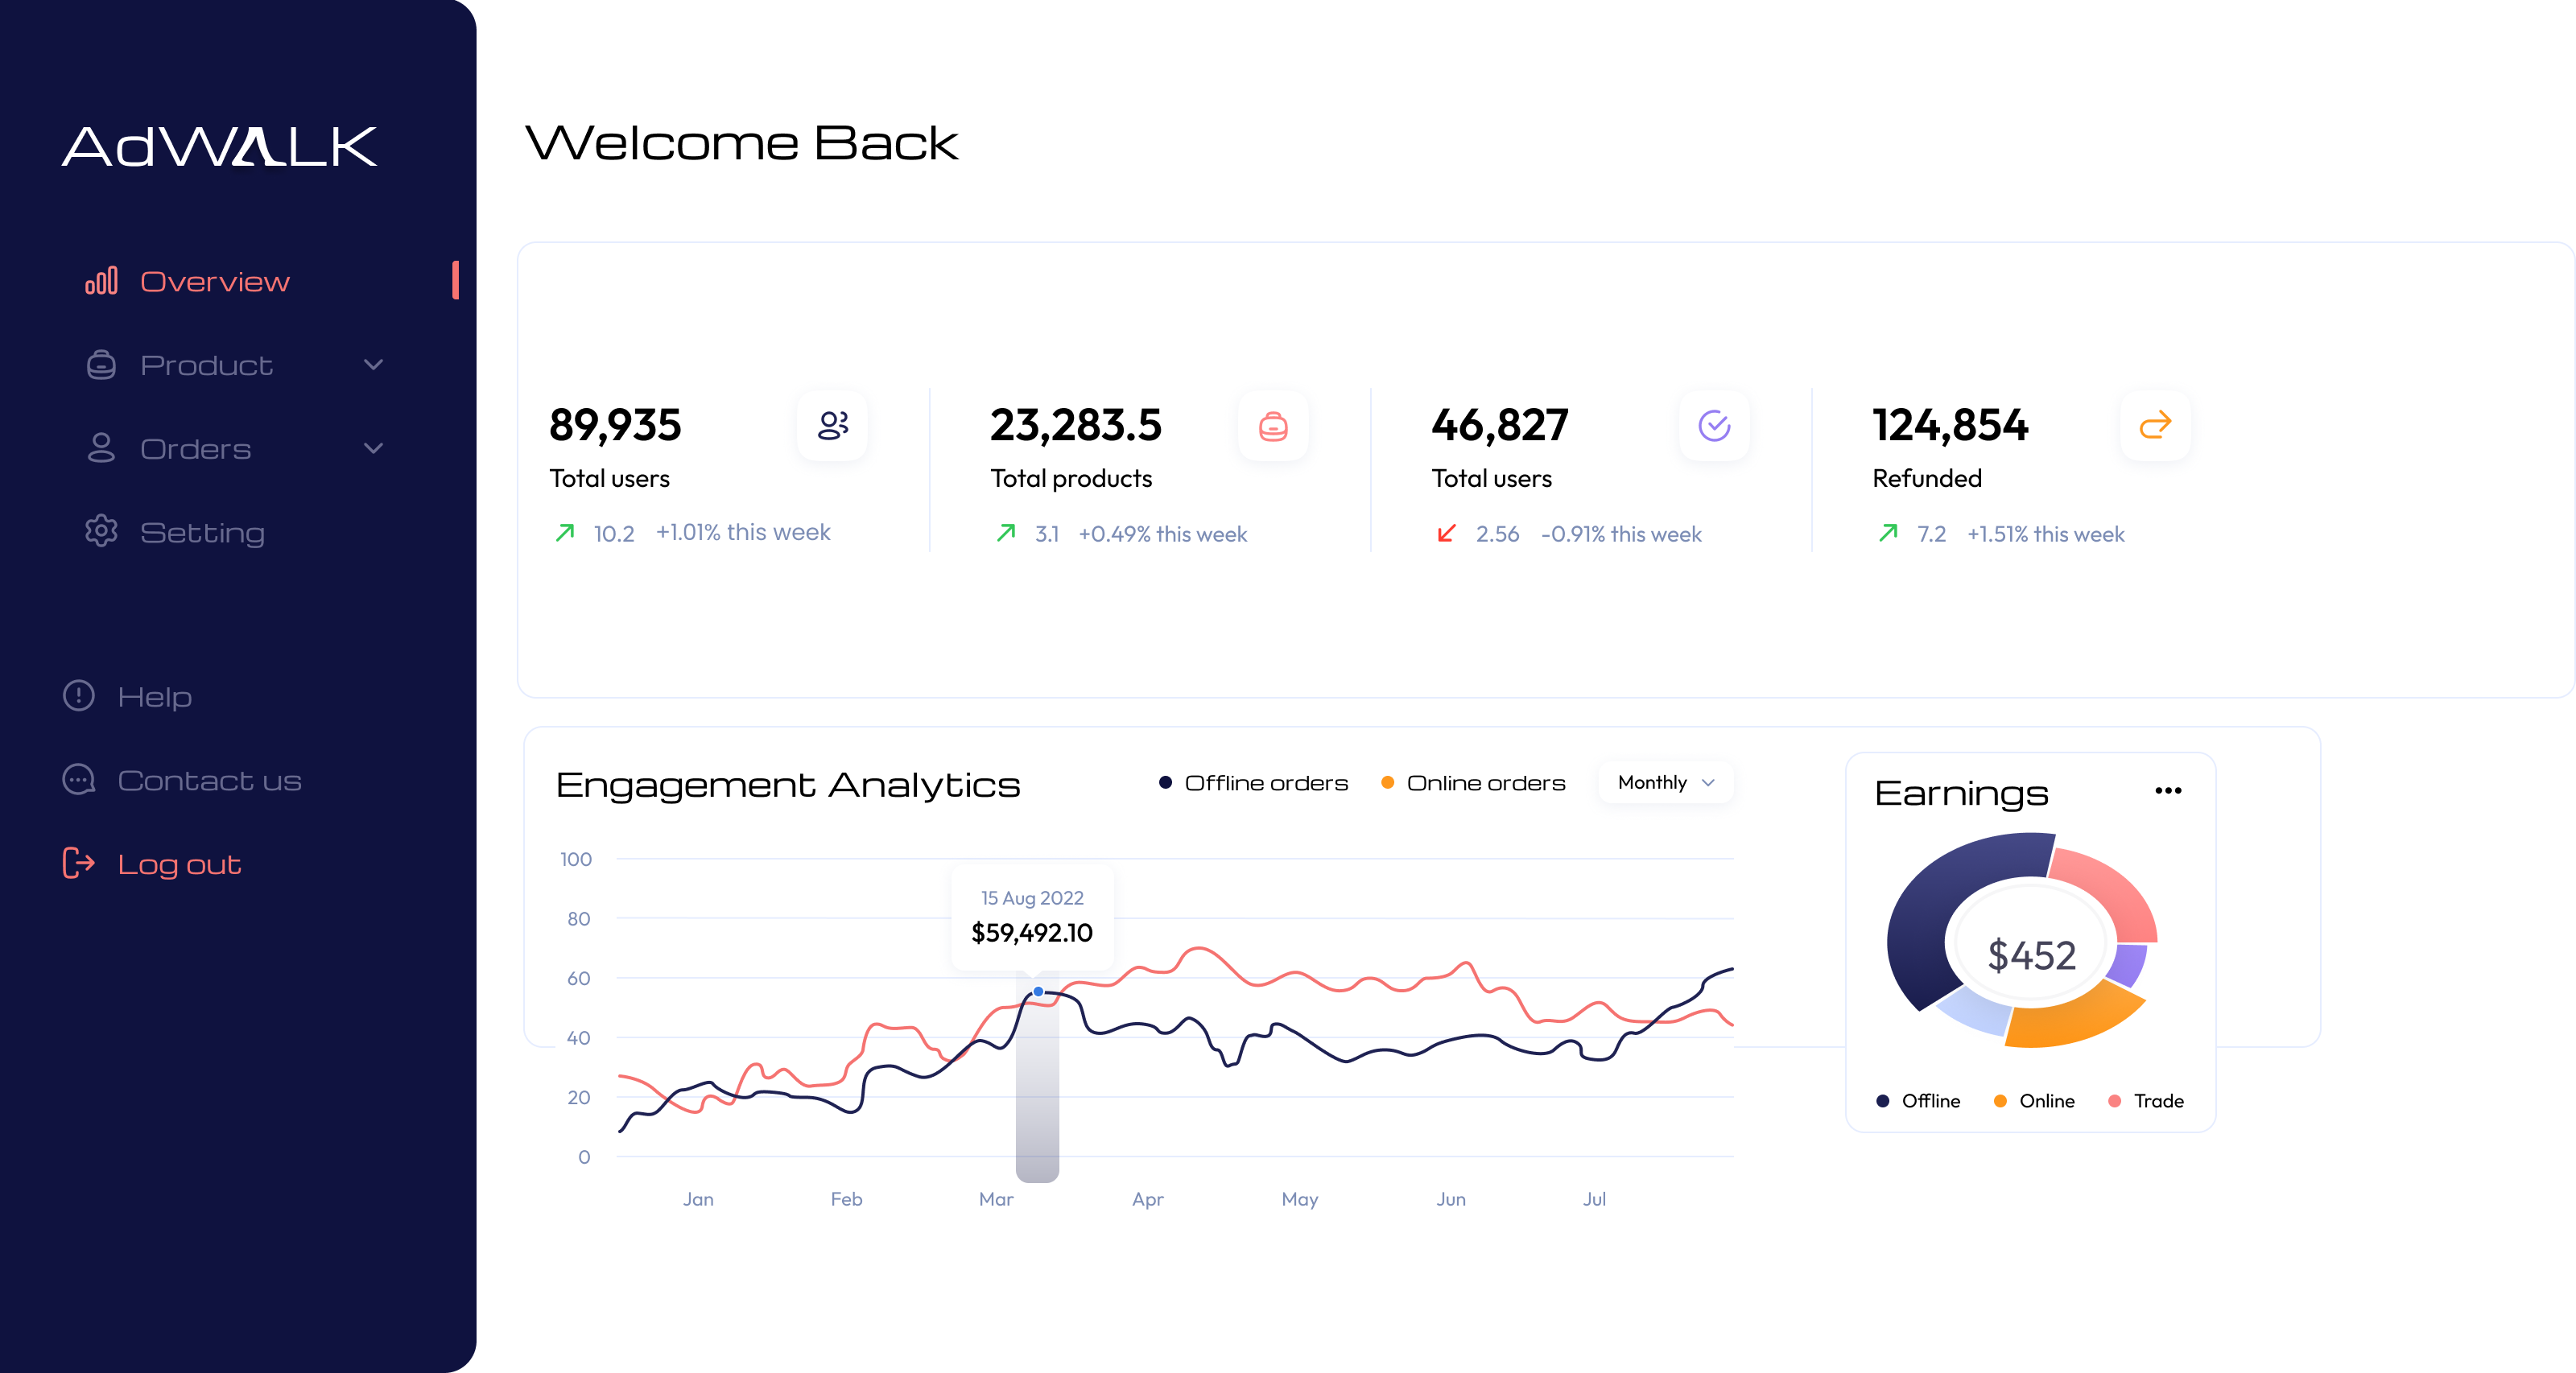 AdWALK
Overview
Product
Orders
Setting
Help
Contact us
Log out
Welcome Back
89,935
Total users
10.2 +1.01% this week
23,283.5
Total products
3.1 +0.49% this week
46,827
Total users
2.56 -0.91% this week
124,854
Refunded
7.2 +1.51% this week
Engagement Analytics
Offline orders
Online orders
Monthly
100
80
60
40
20
0
15 Aug 2022
$59,492.10
Jan Feb Mar Apr May Jun Jul
Earnings
$452
Offline Online Trade